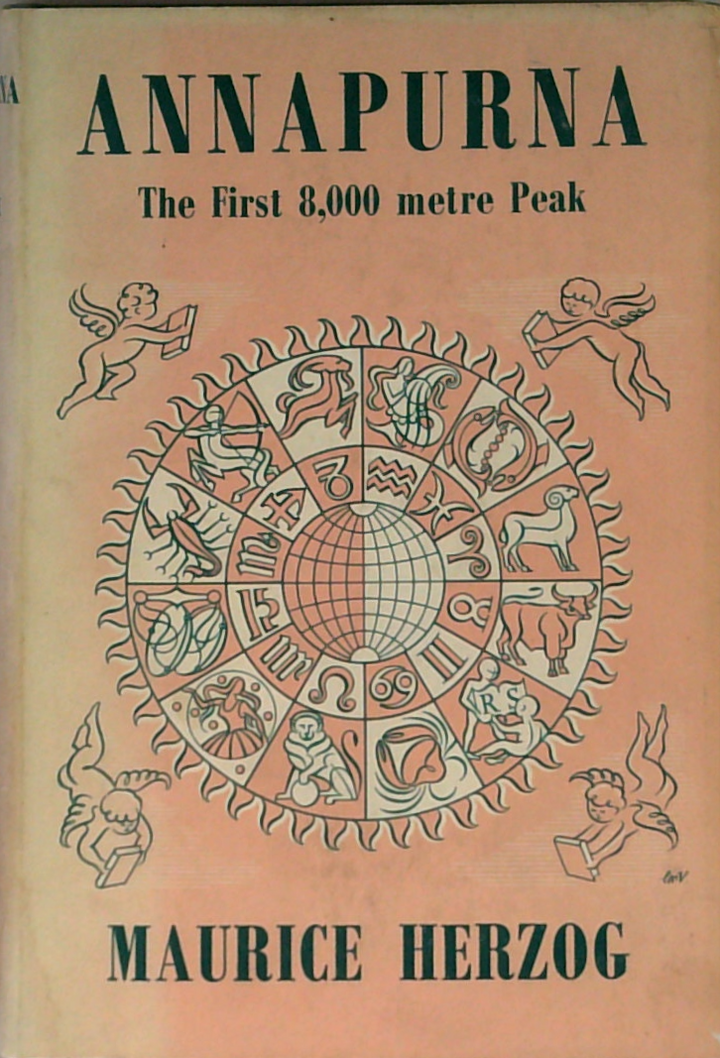 ANNAPURNA
The First 8,000 metre Peak
R S
MAURICE HERZOG